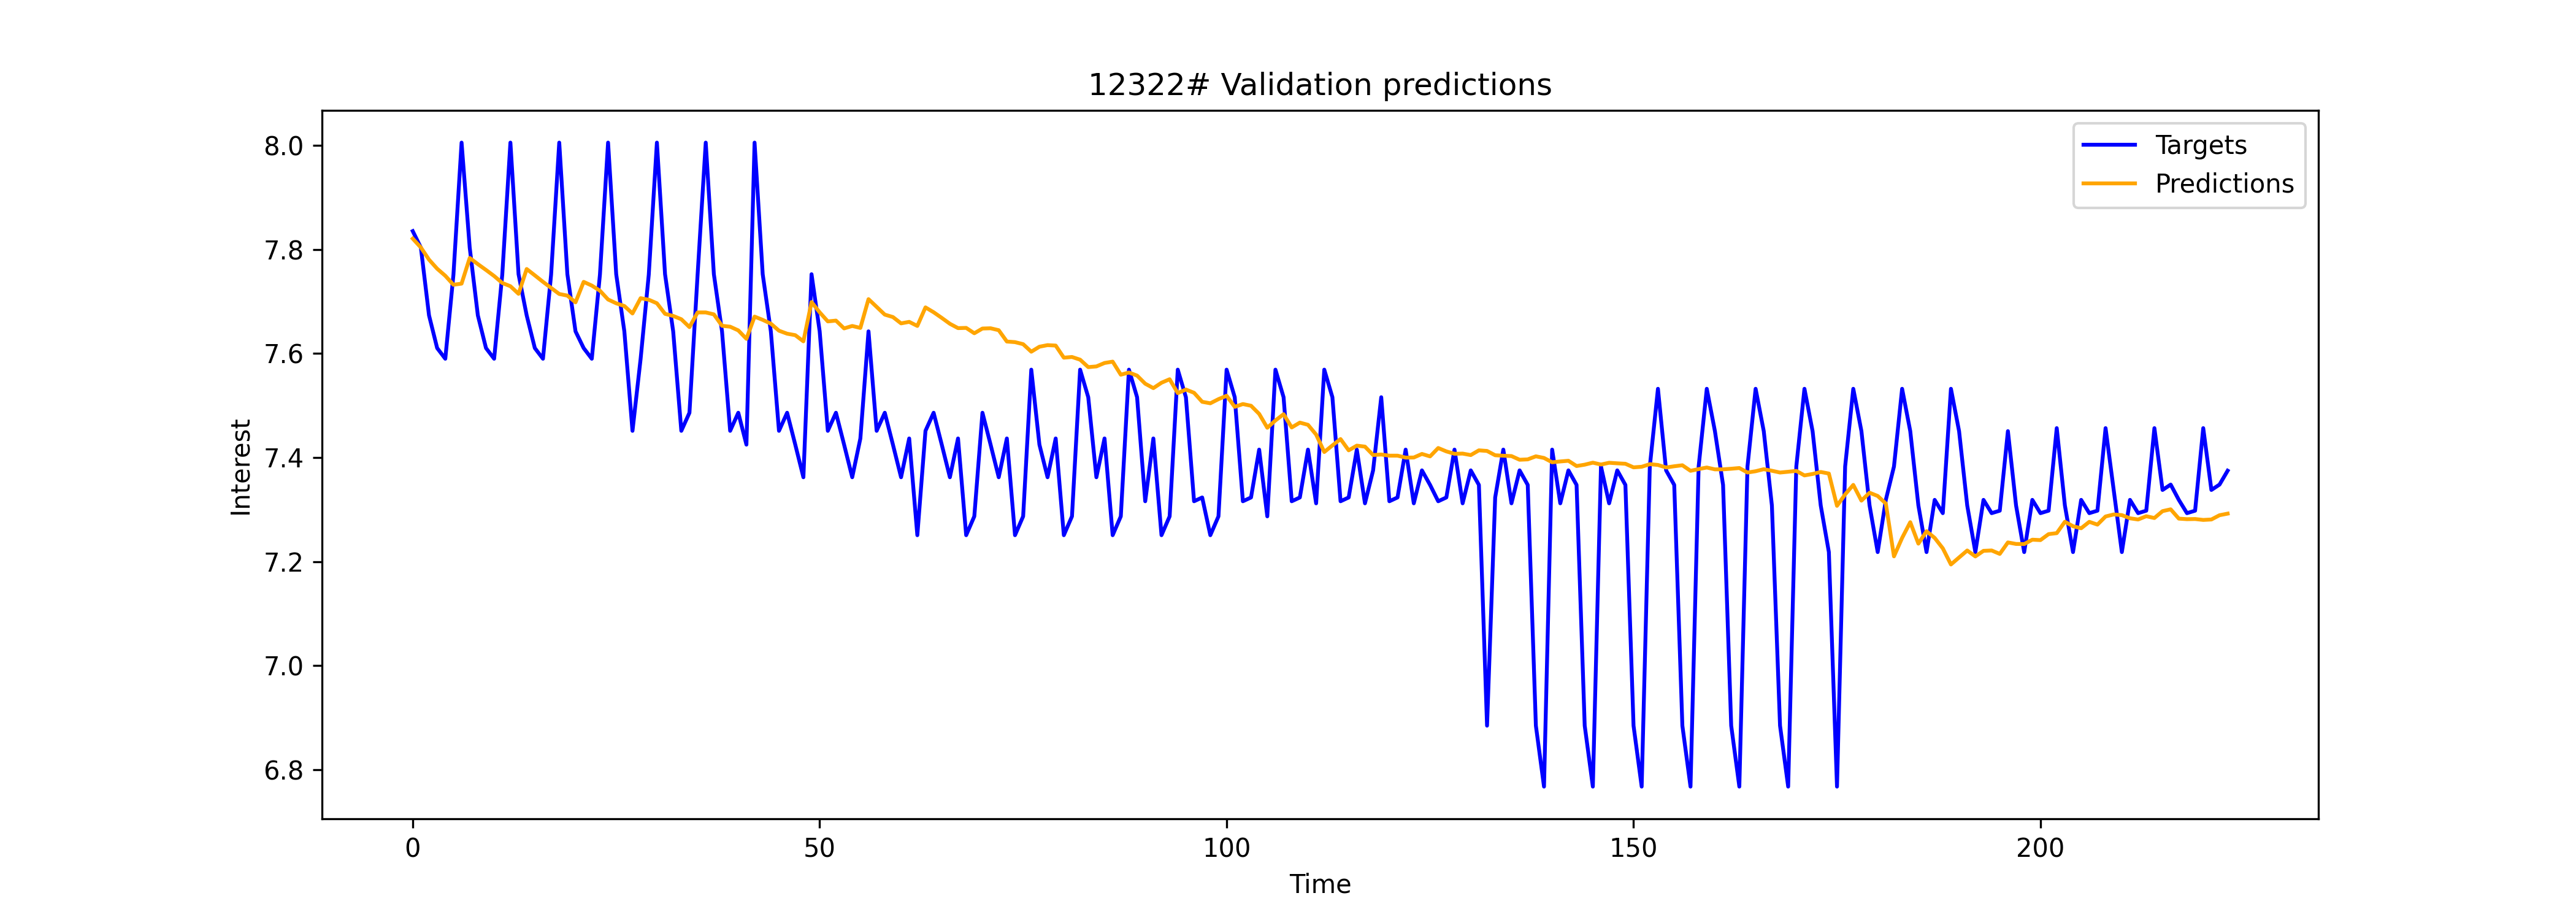 12322# Validation predictions
Targets
Predictions
Interest
8.0
7.8
7.6
7.4
7.2
7.0
6.8
0 50 100 150 200
Time